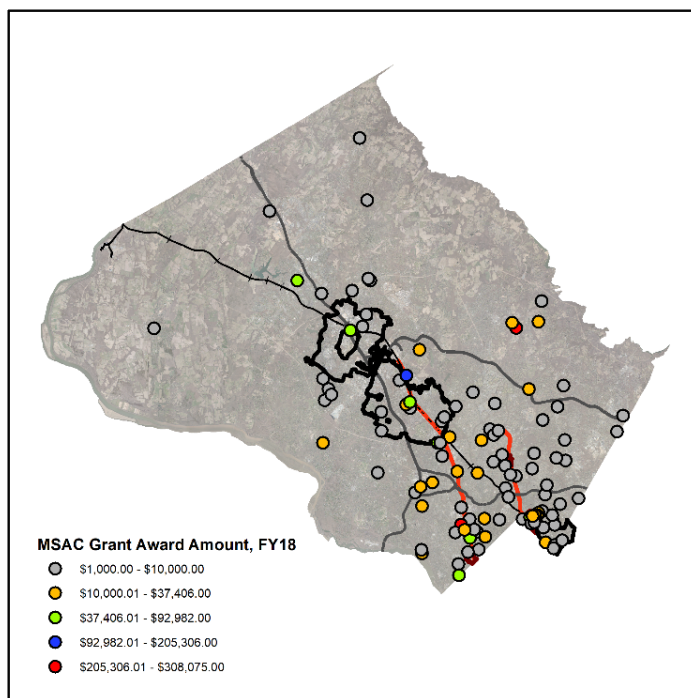 MSAC Grant Award Amount, FY18
$1,000.00 - $10,000.00
$10,000.01 - $37,406.00
$37,406.01 - $92,982.00
$92,982.01 - $205,306.00
$205,306.01 - $308,075.00